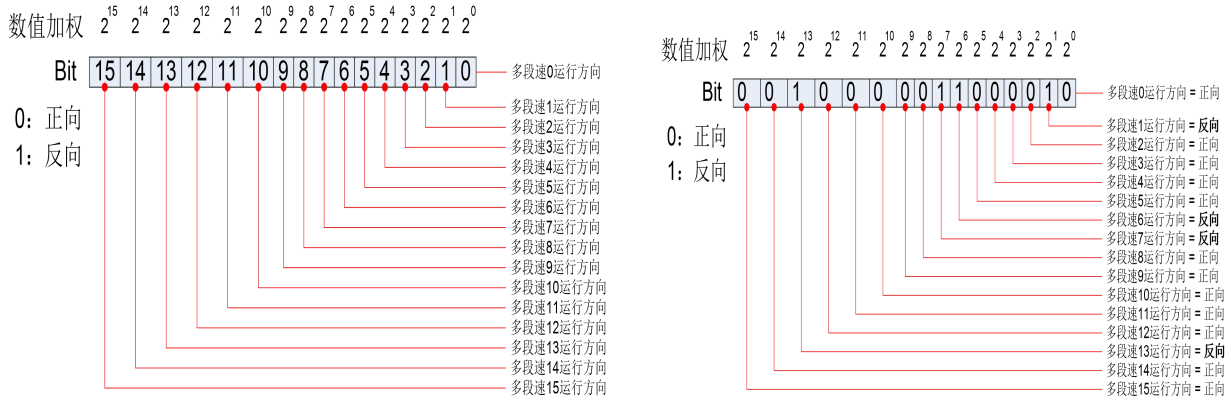 数值加权 2^15 2^14 2^13 2^12 2^11 2^10 2^9 2^8 2^7 2^6 2^5 2^4 2^3 2^2 2^1 2^0
Bit 15 14 13 12 11 10 9 8 7 6 5 4 3 2 1 0 多段速0运行方向
多段速1运行方向
0: 正向
多段速2运行方向
多段速3运行方向
1: 反向
多段速4运行方向
多段速5运行方向
多段速6运行方向
多段速7运行方向
多段速8运行方向
多段速9运行方向
多段速10运行方向
多段速11运行方向
多段速12运行方向
多段速13运行方向
多段速14运行方向
多段速15运行方向
数值加权 2^15 2^14 2^13 2^12 2^11 2^10 2^9 2^8 2^7 2^6 2^5 2^4 2^3 2^2 2^1 2^0
Bit 0 0 1 0 0 0 0 0 1 1 0 0 0 0 1 0 多段速0运行方向 = 正向
多段速1运行方向 = 反向
0: 正向
多段速2运行方向 = 正向
多段速3运行方向 = 正向
1: 反向
多段速4运行方向 = 正向
多段速5运行方向 = 正向
多段速6运行方向 = 反向
多段速7运行方向 = 反向
多段速8运行方向 = 正向
多段速9运行方向 = 正向
多段速10运行方向 = 正向
多段速11运行方向 = 正向
多段速12运行方向 = 正向
多段速13运行方向 = 反向
多段速14运行方向 = 正向
多段速15运行方向 = 正向